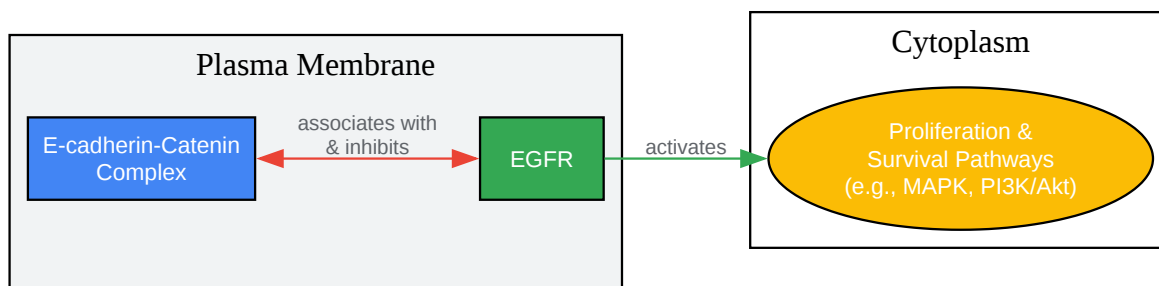 Plasma Membrane
E-cadherin-Catenin
Complex
associates with
& inhibits
EGFR
activates
Cytoplasm
Proliferation &
Survival Pathways
(e.g., MAPK, PI3K/Akt)